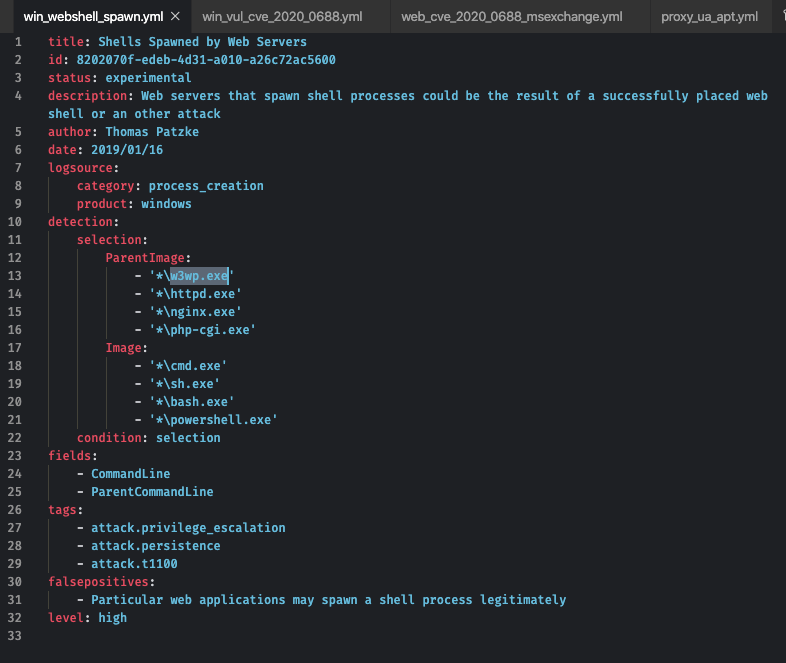 win_webshell_spawn.yml × win_vul_cve_2020_0688.yml web_cve_2020_0688_msexchange.yml proxy_ua_apt.yml
1 title: Shells Spawned by Web Servers
2 id: 8202070f-edeb-4d31-a010-a26c72ac5600
3 status: experimental
4 description: Web servers that spawn shell processes could be the result of a successfully placed web
shell or an other attack
5 author: Thomas Patzke
6 date: 2019/01/16
7 logsource:
8 category: process_creation
9 product: windows
10 detection:
11 selection:
12 ParentImage:
13 - '*\w3wp.exe'
14 - '*\httpd.exe'
15 - '*\nginx.exe'
16 - '*\php-cgi.exe'
17 Image:
18 - '*\cmd.exe'
19 - '*\sh.exe'
20 - '*\bash.exe'
21 - '*\powershell.exe'
22 condition: selection
23 fields:
24 - CommandLine
25 - ParentCommandLine
26 tags:
27 - attack.privilege_escalation
28 - attack.persistence
29 - attack.t1100
30 falsepositives:
31 - Particular web applications may spawn a shell process legitimately
32 level: high
33